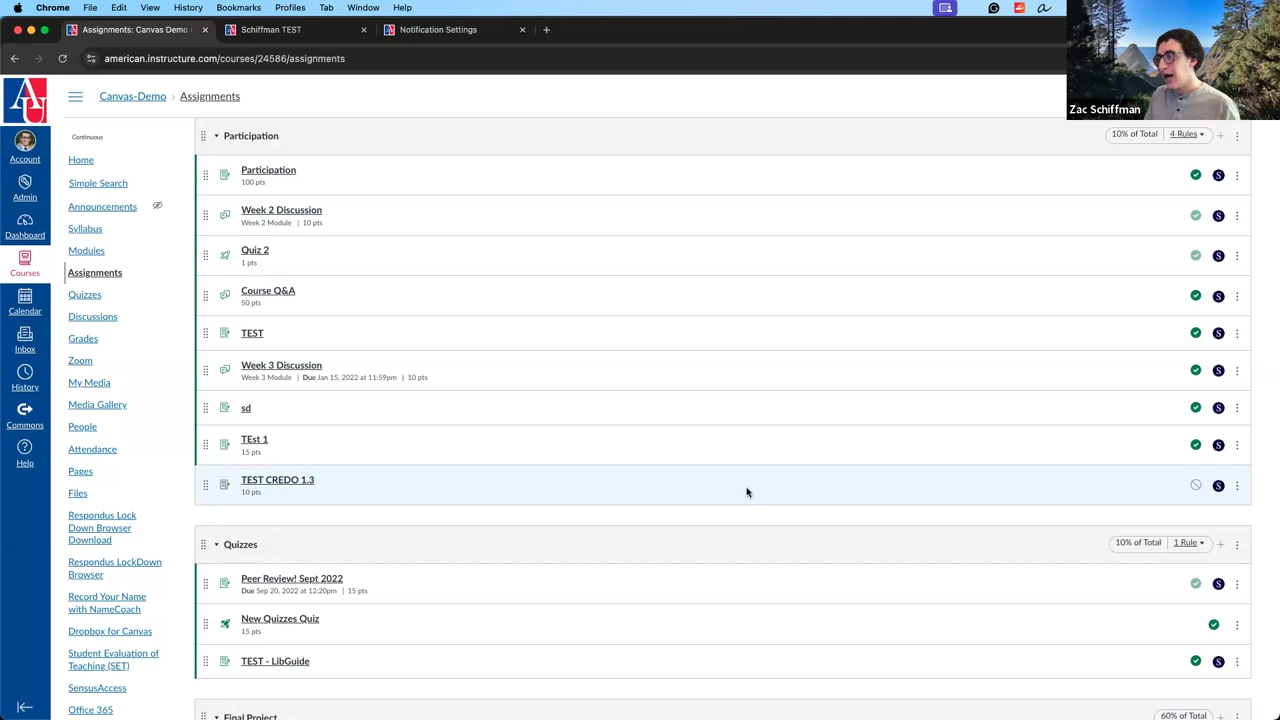 Chrome File Edit View History Bookmarks Profiles Tab Window Help
Assignments: Canvas Demo Schiffman TEST Notification Settings
american.instructure.com/courses/24586/assignments
Zac Schiffman
AU
Account
Admin
Dashboard
Courses
Calendar
Inbox
History
Commons
Help
Canvas-Demo › Assignments
Continuous
Home
Simple Search
Announcements
Syllabus
Modules
Assignments
Quizzes
Discussions
Grades
Zoom
My Media
Media Gallery
People
Attendance
Pages
Files
Respondus Lock
Down Browser
Download
Respondus LockDown
Browser
Record Your Name
with NameCoach
Dropbox for Canvas
Student Evaluation of
Teaching (SET)
SensusAccess
Office 365
Participation 10% of Total 4 Rules
Participation
100 pts
S
Week 2 Discussion
Week 2 Module | 10 pts
S
Quiz 2
1 pts
S
Course Q&A
50 pts
S
TEST
S
Week 3 Discussion
Week 3 Module | Due Jan 15, 2022 at 11:59pm | 10 pts
S
sd
S
TEst 1
15 pts
S
TEST CREDO 1.3
10 pts
S
Quizzes 10% of Total 1 Rule
Peer Review! Sept 2022
Due Sep 20, 2022 at 12:20pm | 15 pts
S
New Quizzes Quiz
15 pts
TEST - LibGuide
S
Final Project 60% of Total